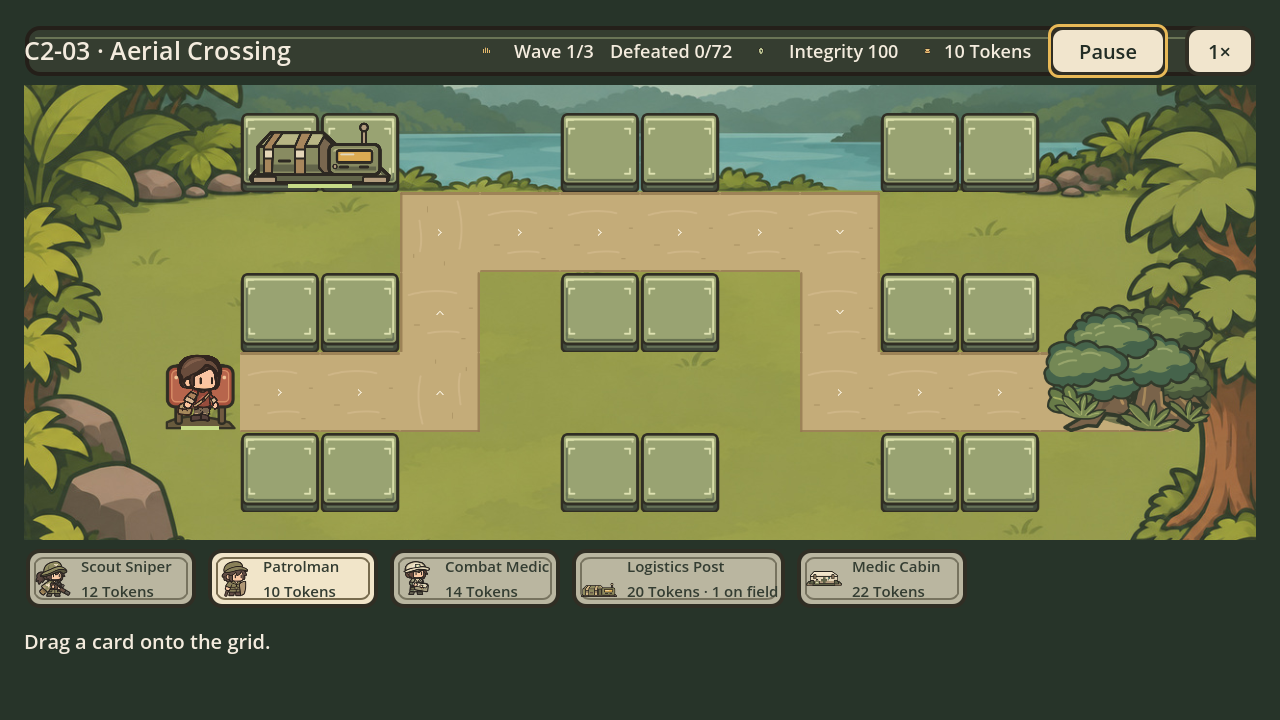 C2-03 · Aerial Crossing
Wave 1/3 Defeated 0/72 Integrity 100 10 Tokens Pause 1×
Scout Sniper
12 Tokens
Patrolman
10 Tokens
Combat Medic
14 Tokens
Logistics Post
20 Tokens · 1 on field
Medic Cabin
22 Tokens
Drag a card onto the grid.